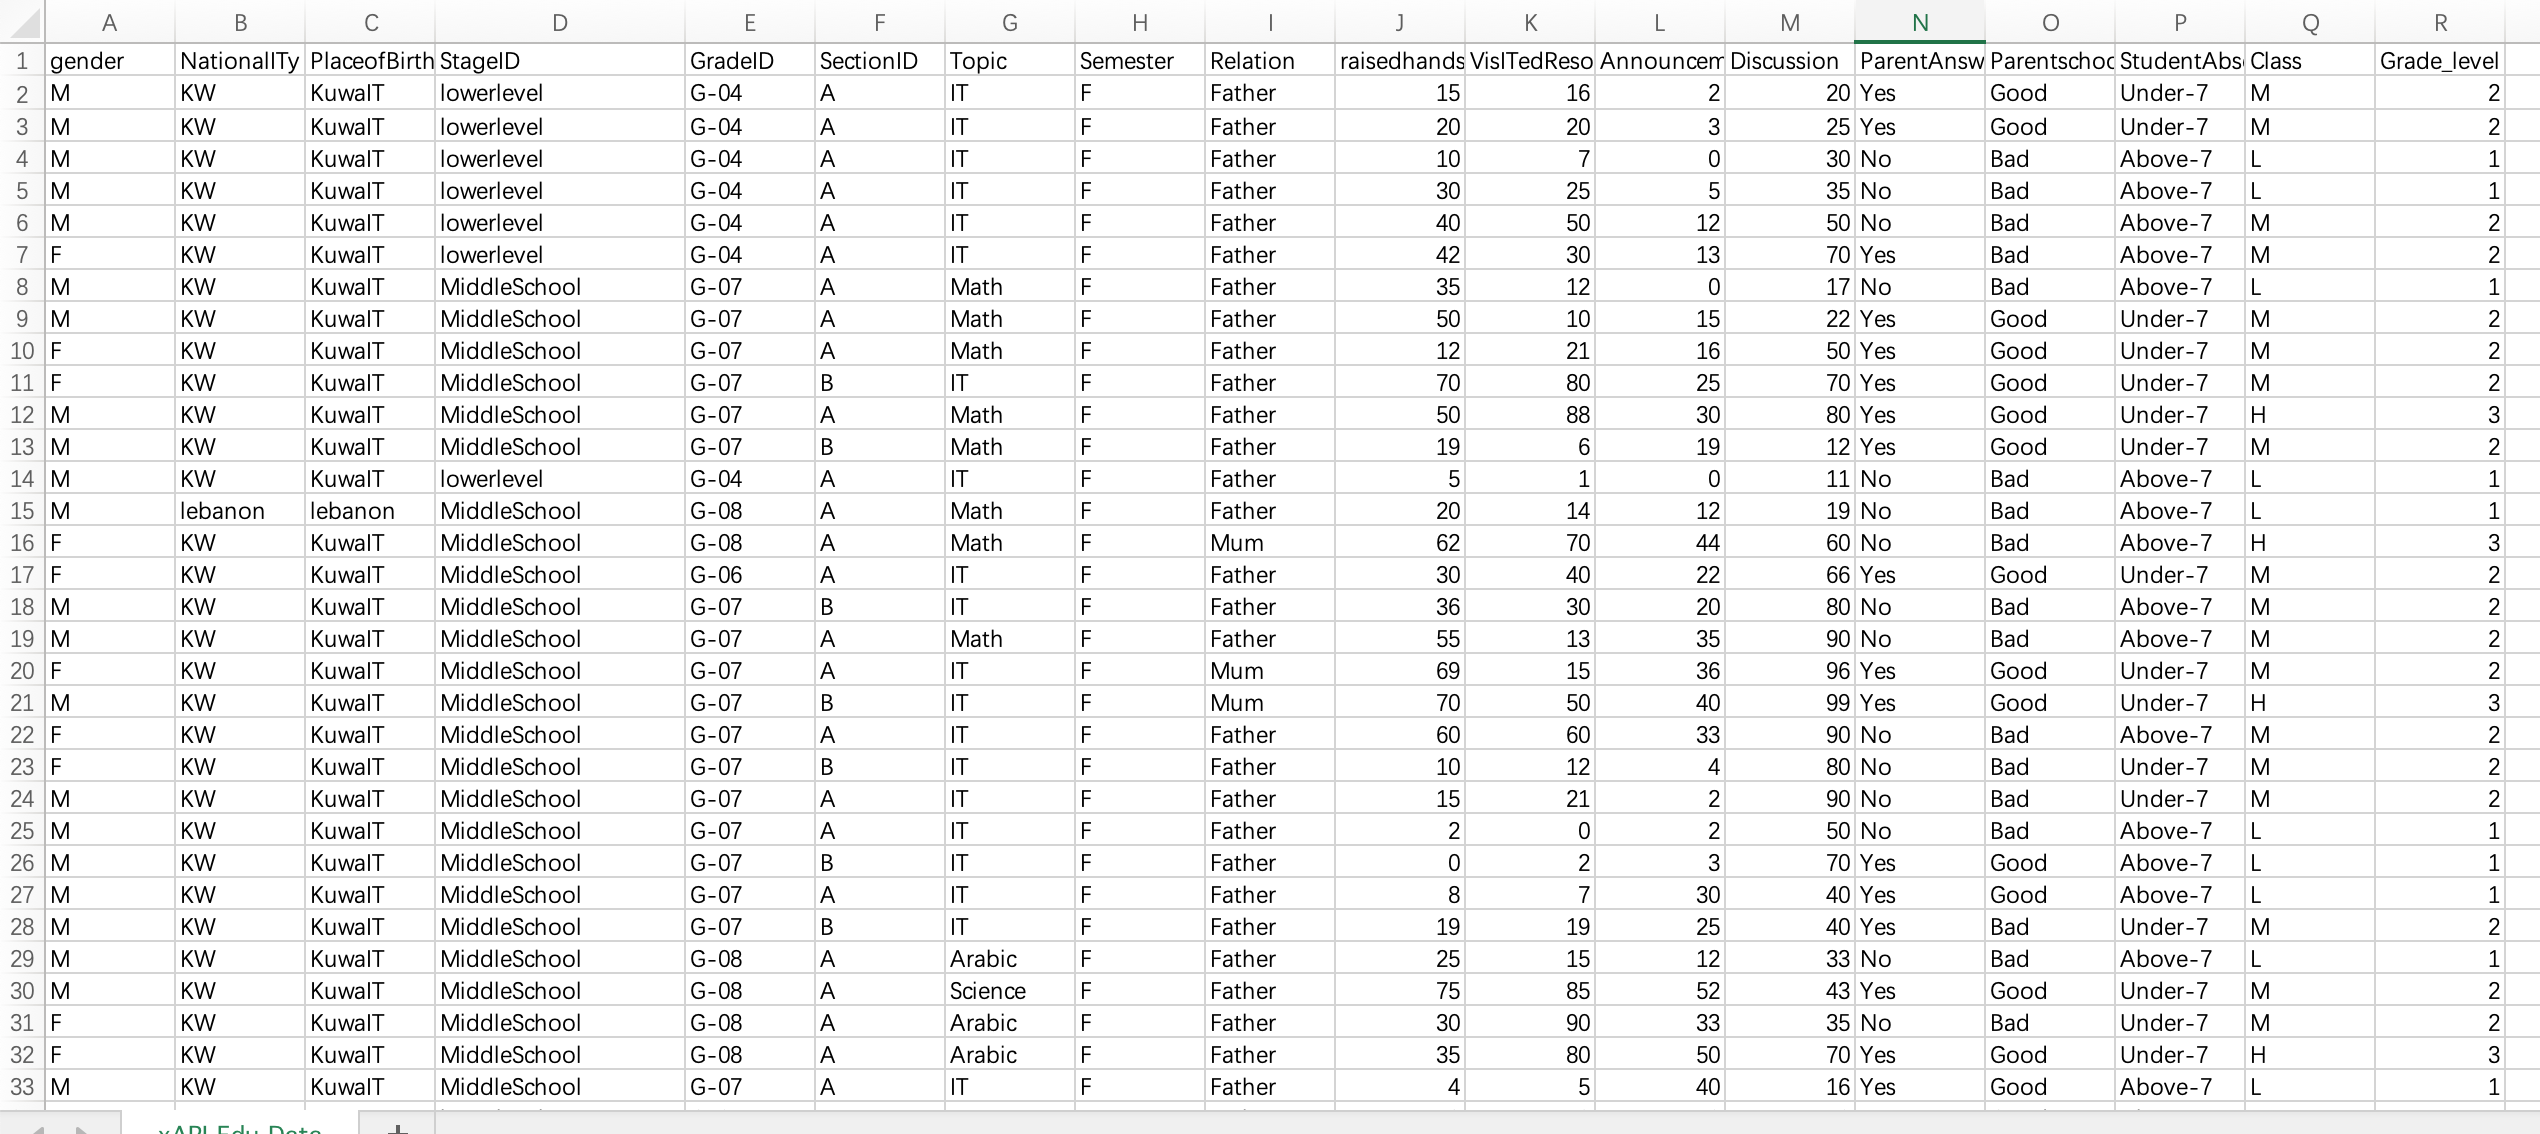 A B C D E F G H I J K L M N O P Q R
1 gender NationalITy PlaceofBirth StageID GradeID SectionID Topic Semester Relation raisedhands VisITedReso Announcem Discussion ParentAnsw Parentschoo StudentAbs Class Grade_level
2 M KW KuwaIT lowerlevel G-04 A IT F Father 15 16 2 20 Yes Good Under-7 M 2
3 M KW KuwaIT lowerlevel G-04 A IT F Father 20 20 3 25 Yes Good Under-7 M 2
4 M KW KuwaIT lowerlevel G-04 A IT F Father 10 7 0 30 No Bad Above-7 L 1
5 M KW KuwaIT lowerlevel G-04 A IT F Father 30 25 5 35 No Bad Above-7 L 1
6 M KW KuwaIT lowerlevel G-04 A IT F Father 40 50 12 50 No Bad Above-7 M 2
7 F KW KuwaIT lowerlevel G-04 A IT F Father 42 30 13 70 Yes Bad Above-7 M 2
8 M KW KuwaIT MiddleSchool G-07 A Math F Father 35 12 0 17 No Bad Above-7 L 1
9 M KW KuwaIT MiddleSchool G-07 A Math F Father 50 10 15 22 Yes Good Under-7 M 2
10 F KW KuwaIT MiddleSchool G-07 A Math F Father 12 21 16 50 Yes Good Under-7 M 2
11 F KW KuwaIT MiddleSchool G-07 B IT F Father 70 80 25 70 Yes Good Under-7 M 2
12 M KW KuwaIT MiddleSchool G-07 A Math F Father 50 88 30 80 Yes Good Under-7 H 3
13 M KW KuwaIT MiddleSchool G-07 B Math F Father 19 6 19 12 Yes Good Under-7 M 2
14 M KW KuwaIT lowerlevel G-04 A IT F Father 5 1 0 11 No Bad Above-7 L 1
15 M lebanon lebanon MiddleSchool G-08 A Math F Father 20 14 12 19 No Bad Above-7 L 1
16 F KW KuwaIT MiddleSchool G-08 A Math F Mum 62 70 44 60 No Bad Above-7 H 3
17 F KW KuwaIT MiddleSchool G-06 A IT F Father 30 40 22 66 Yes Good Under-7 M 2
18 M KW KuwaIT MiddleSchool G-07 B IT F Father 36 30 20 80 No Bad Above-7 M 2
19 M KW KuwaIT MiddleSchool G-07 A Math F Father 55 13 35 90 No Bad Above-7 M 2
20 F KW KuwaIT MiddleSchool G-07 A IT F Mum 69 15 36 96 Yes Good Under-7 M 2
21 M KW KuwaIT MiddleSchool G-07 B IT F Mum 70 50 40 99 Yes Good Under-7 H 3
22 F KW KuwaIT MiddleSchool G-07 A IT F Father 60 60 33 90 No Bad Above-7 M 2
23 F KW KuwaIT MiddleSchool G-07 B IT F Father 10 12 4 80 No Bad Under-7 M 2
24 M KW KuwaIT MiddleSchool G-07 A IT F Father 15 21 2 90 No Bad Under-7 M 2
25 M KW KuwaIT MiddleSchool G-07 A IT F Father 2 0 2 50 No Bad Above-7 L 1
26 M KW KuwaIT MiddleSchool G-07 B IT F Father 0 2 3 70 Yes Good Above-7 L 1
27 M KW KuwaIT MiddleSchool G-07 A IT F Father 8 7 30 40 Yes Good Above-7 L 1
28 M KW KuwaIT MiddleSchool G-07 B IT F Father 19 19 25 40 Yes Bad Under-7 M 2
29 M KW KuwaIT MiddleSchool G-08 A Arabic F Father 25 15 12 33 No Bad Above-7 L 1
30 M KW KuwaIT MiddleSchool G-08 A Science F Father 75 85 52 43 Yes Good Under-7 M 2
31 F KW KuwaIT MiddleSchool G-08 A Arabic F Father 30 90 33 35 No Bad Under-7 M 2
32 F KW KuwaIT MiddleSchool G-08 A Arabic F Father 35 80 50 70 Yes Good Under-7 H 3
33 M KW KuwaIT MiddleSchool G-07 A IT F Father 4 5 40 16 Yes Good Above-7 L 1